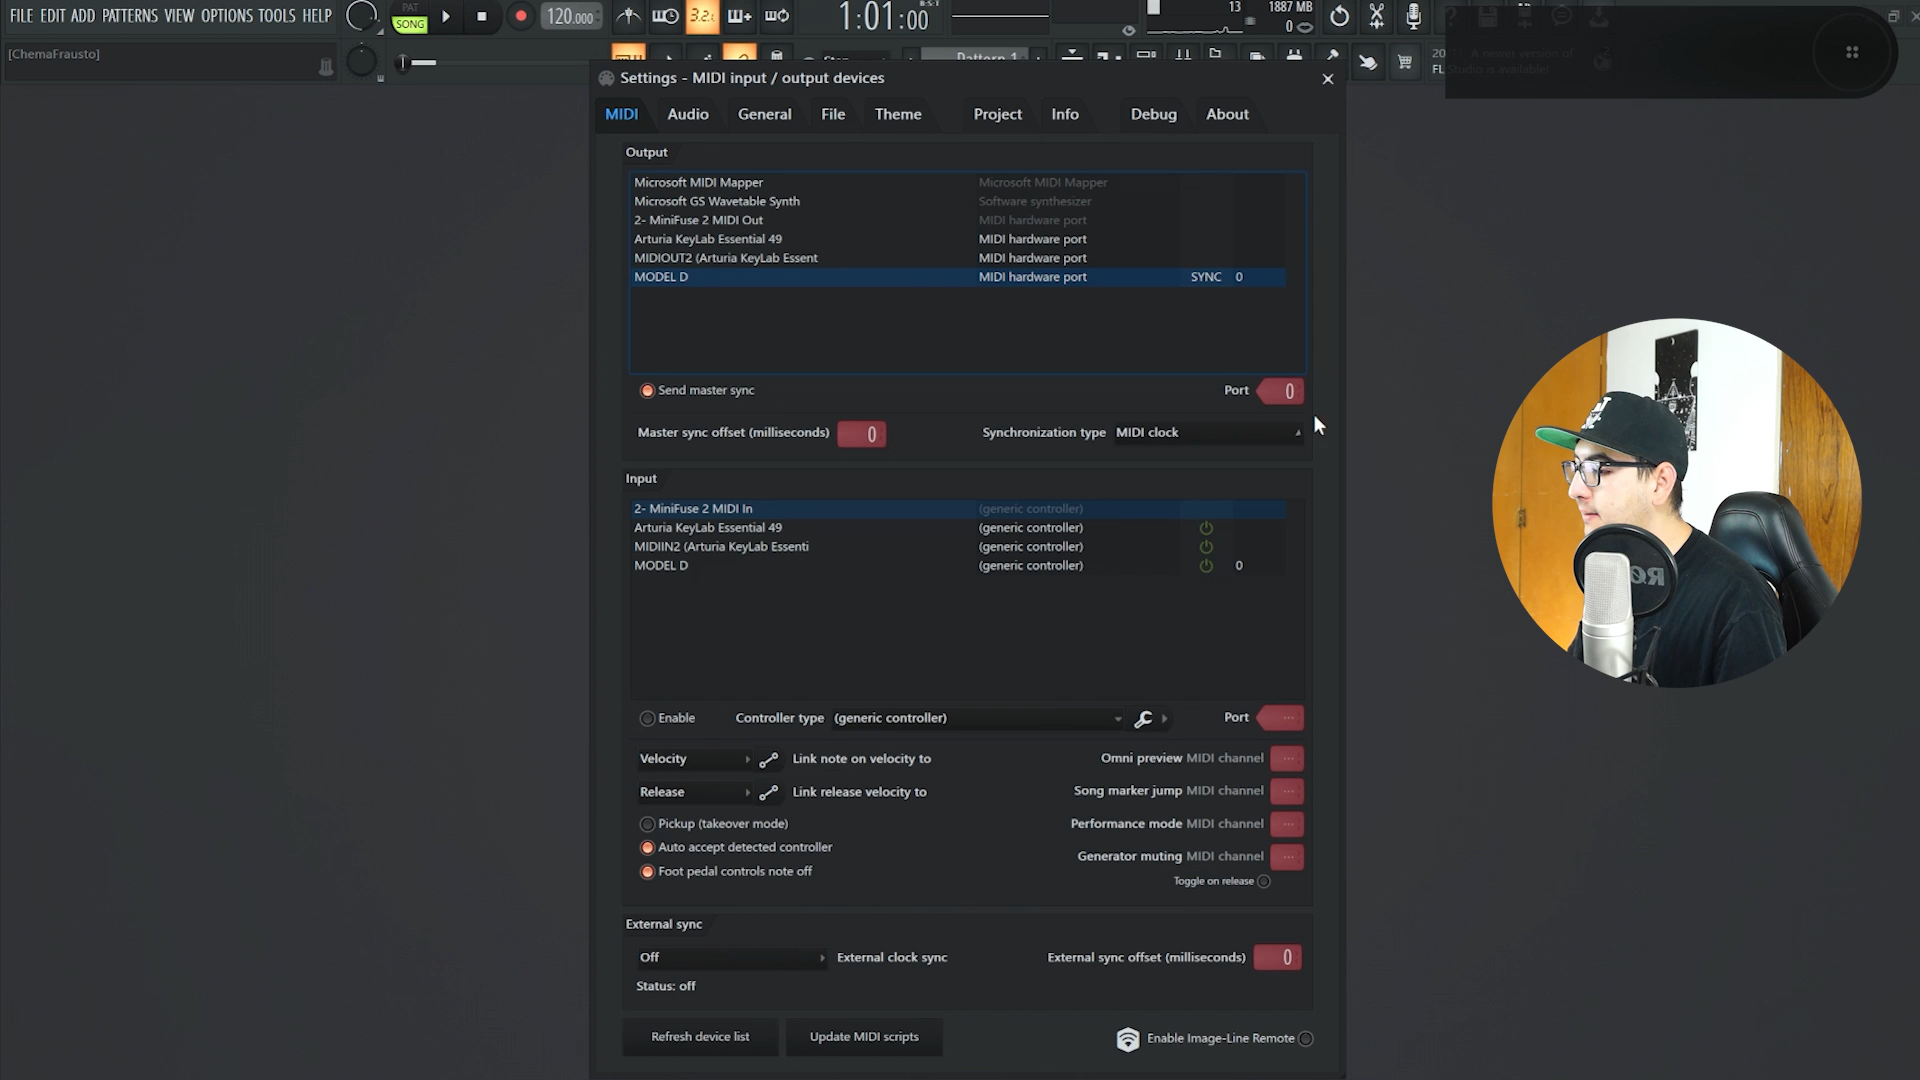 FILE EDIT ADD PATTERNS VIEW OPTIONS TOOLS HELP
PAT
SONG
120.000
3.2.
1:01:00
B:S:T
13
1887 MB
0
[ChemaFrausto]
Pattern 1
A newer version of
FL Studio is available!
Settings - MIDI input / output devices
MIDI Audio General File Theme Project Info Debug About
Output
Microsoft MIDI Mapper Microsoft MIDI Mapper
Microsoft GS Wavetable Synth Software synthesizer
2- MiniFuse 2 MIDI Out MIDI hardware port
Arturia KeyLab Essential 49 MIDI hardware port
MIDIOUT2 (Arturia KeyLab Essent MIDI hardware port
MODEL D MIDI hardware port SYNC 0
Send master sync Port 0
Master sync offset (milliseconds) 0 Synchronization type MIDI clock
Input
2- MiniFuse 2 MIDI In (generic controller)
Arturia KeyLab Essential 49 (generic controller)
MIDIIN2 (Arturia KeyLab Essenti (generic controller)
MODEL D (generic controller) 0
Enable Controller type (generic controller) Port ...
Velocity Link note on velocity to Omni preview MIDI channel ...
Release Link release velocity to Song marker jump MIDI channel ...
Pickup (takeover mode) Performance mode MIDI channel ...
Auto accept detected controller Generator muting MIDI channel ...
Foot pedal controls note off Toggle on release
External sync
Off External clock sync External sync offset (milliseconds) 0
Status: off
Refresh device list Update MIDI scripts Enable Image-Line Remote